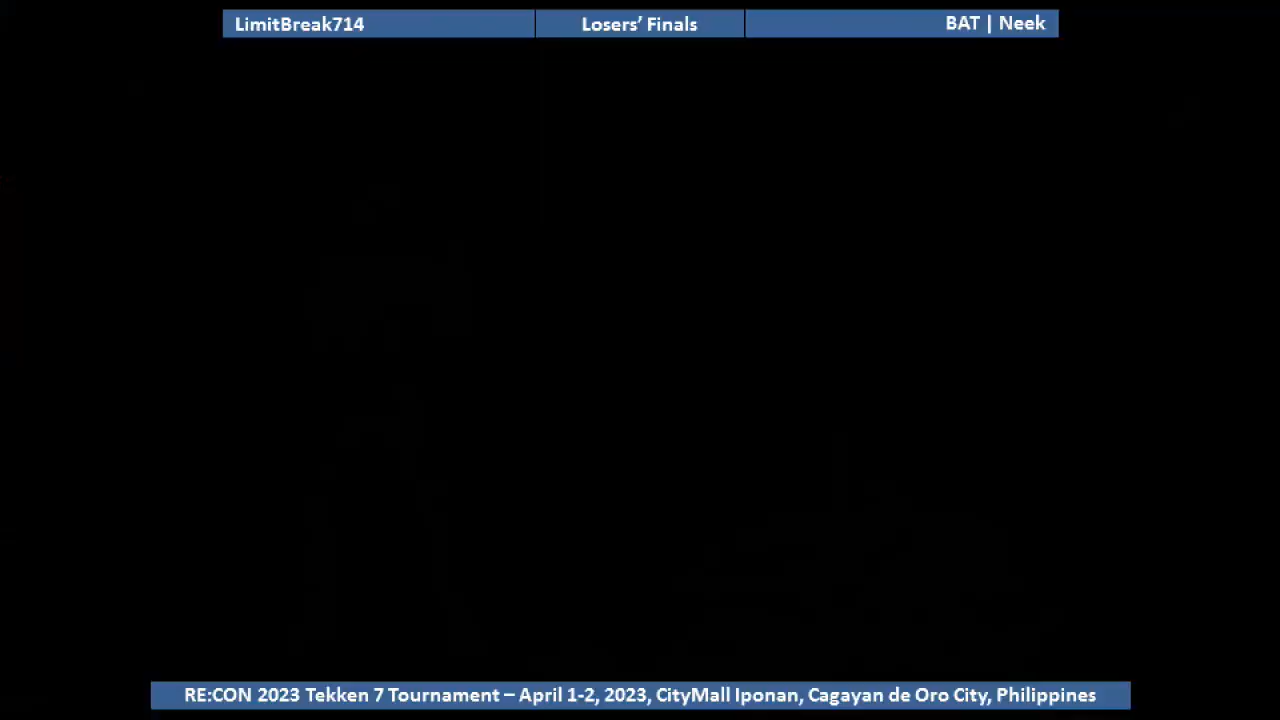 LimitBreak714
Losers’ Finals
BAT | Neek
RE:CON 2023 Tekken 7 Tournament – April 1-2, 2023, CityMall Iponan, Cagayan de Oro City, Philippines